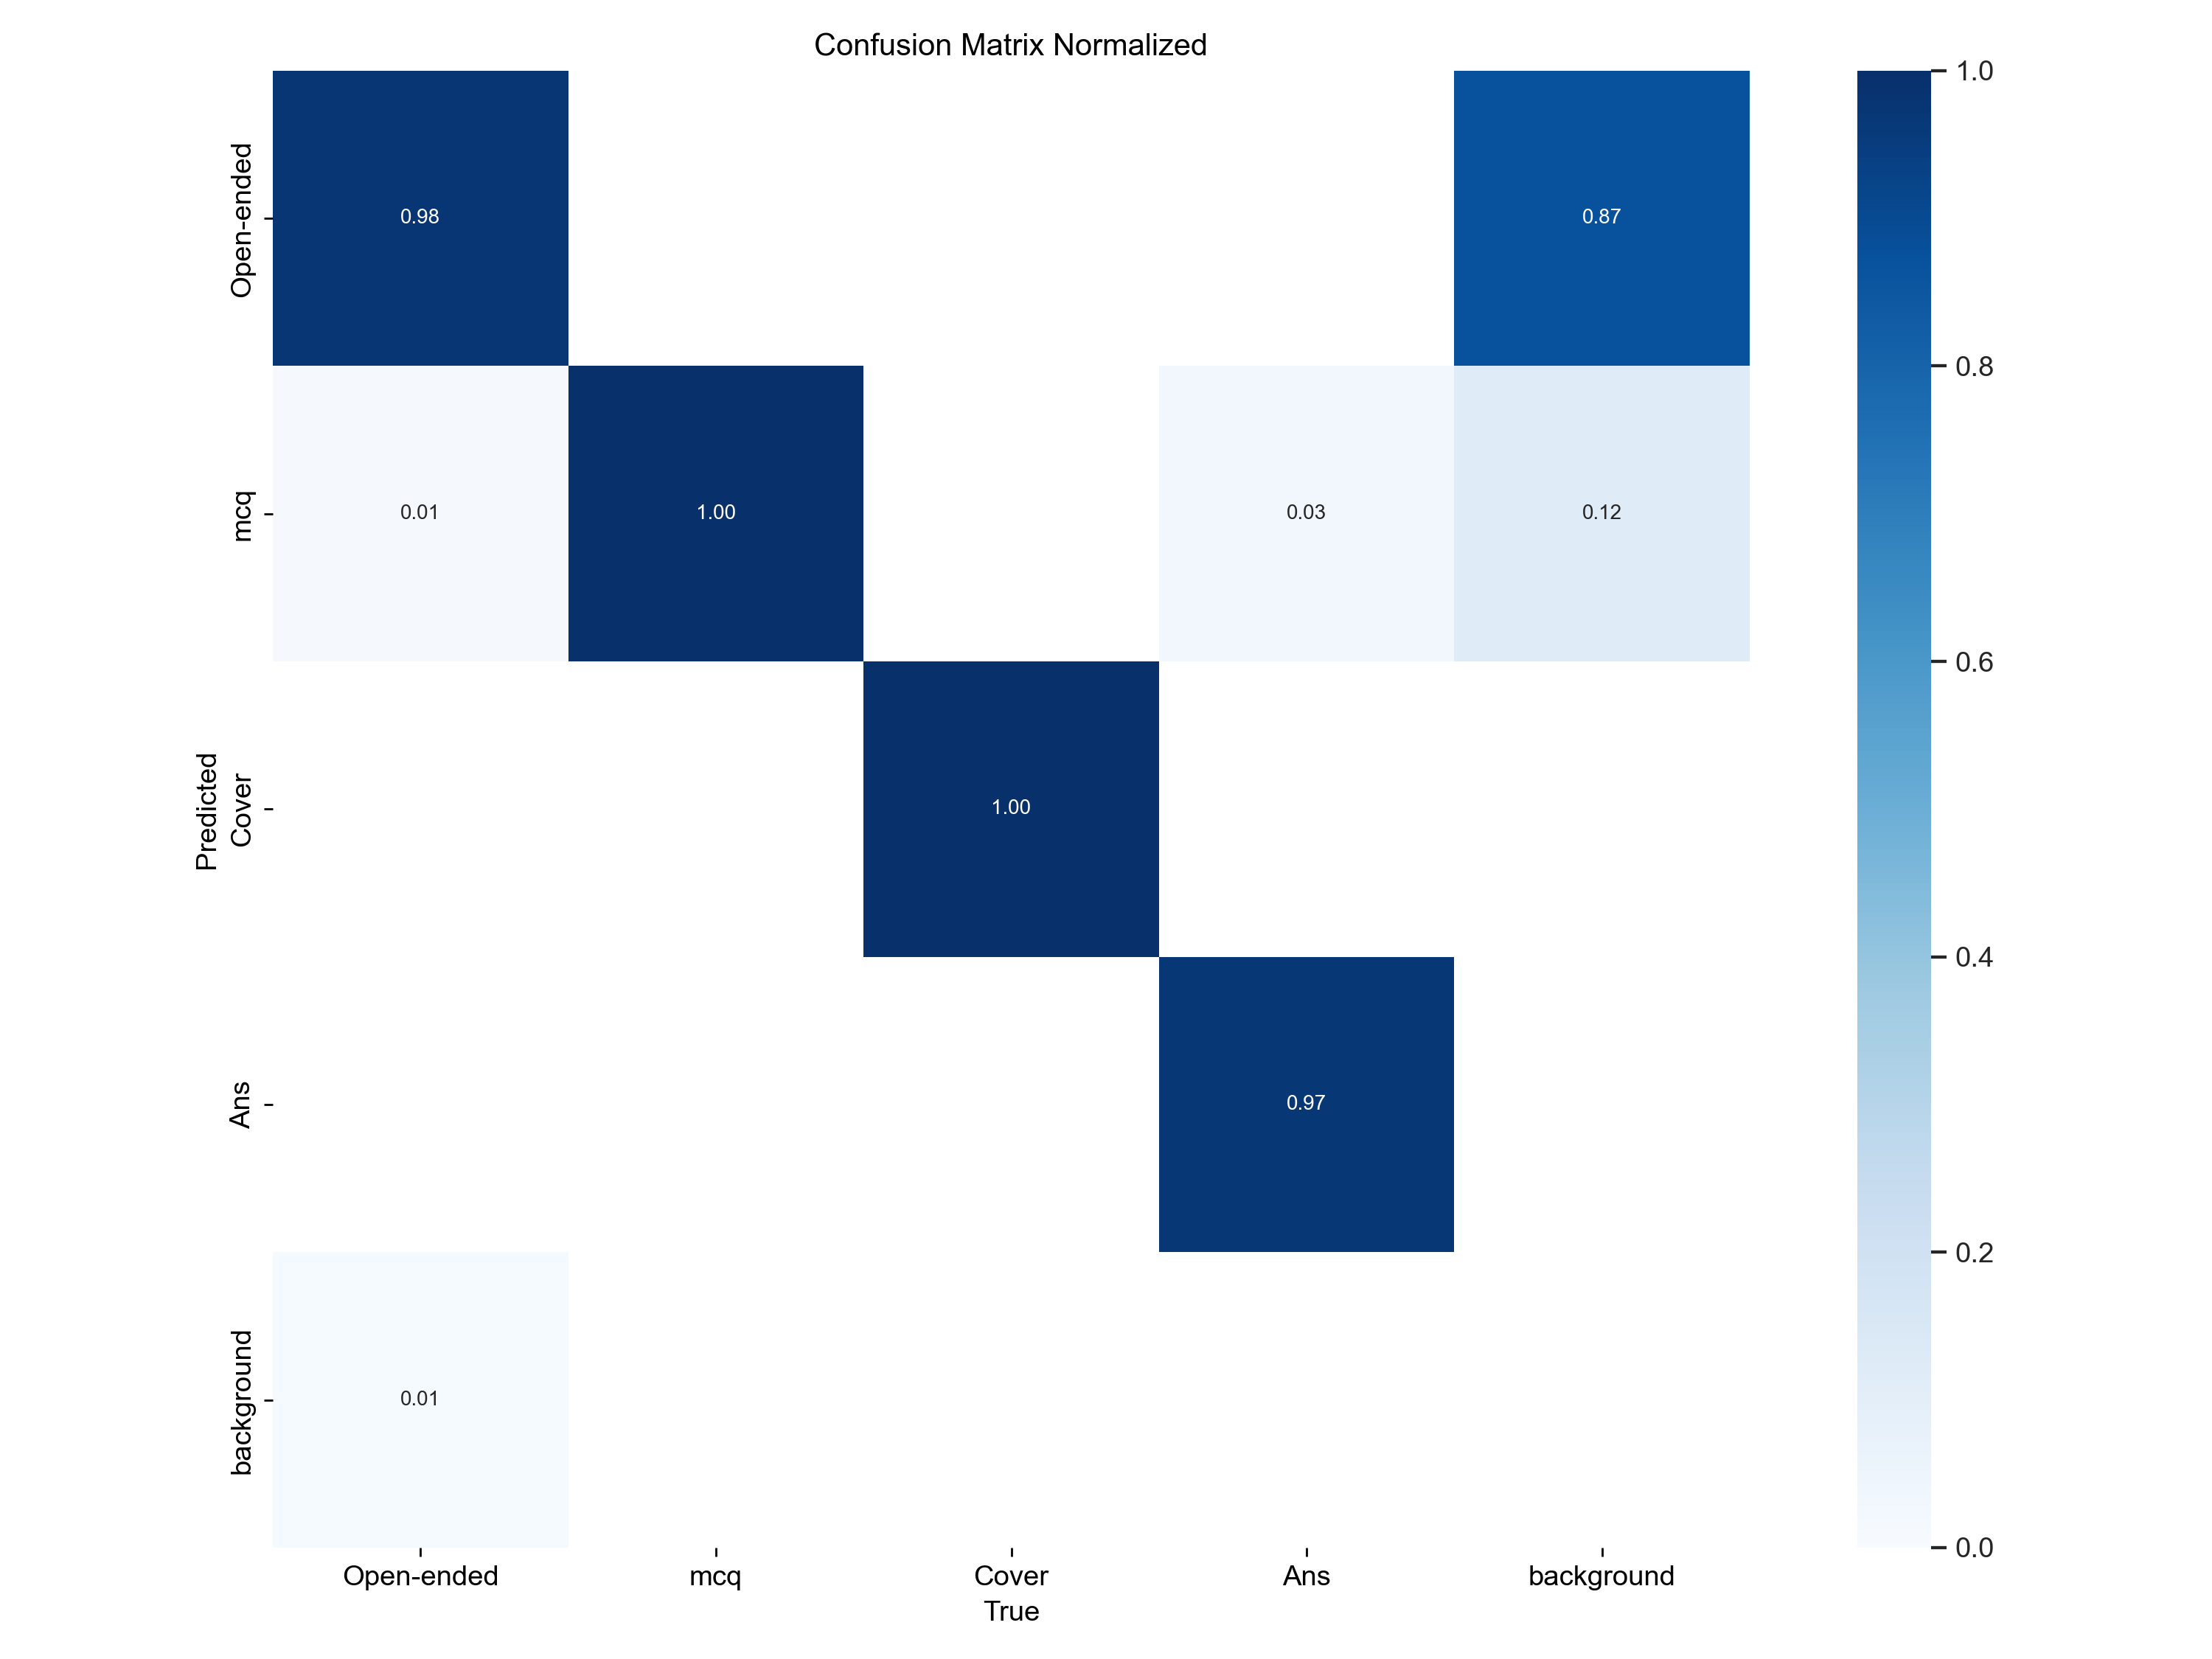 Confusion Matrix Normalized
Open-ended
mcq
Cover
Ans
background
Predicted
0.98
0.87
0.01
1.00
0.03
0.12
1.00
0.97
0.01
Open-ended
mcq
Cover
Ans
background
True
1.0
0.8
0.6
0.4
0.2
0.0